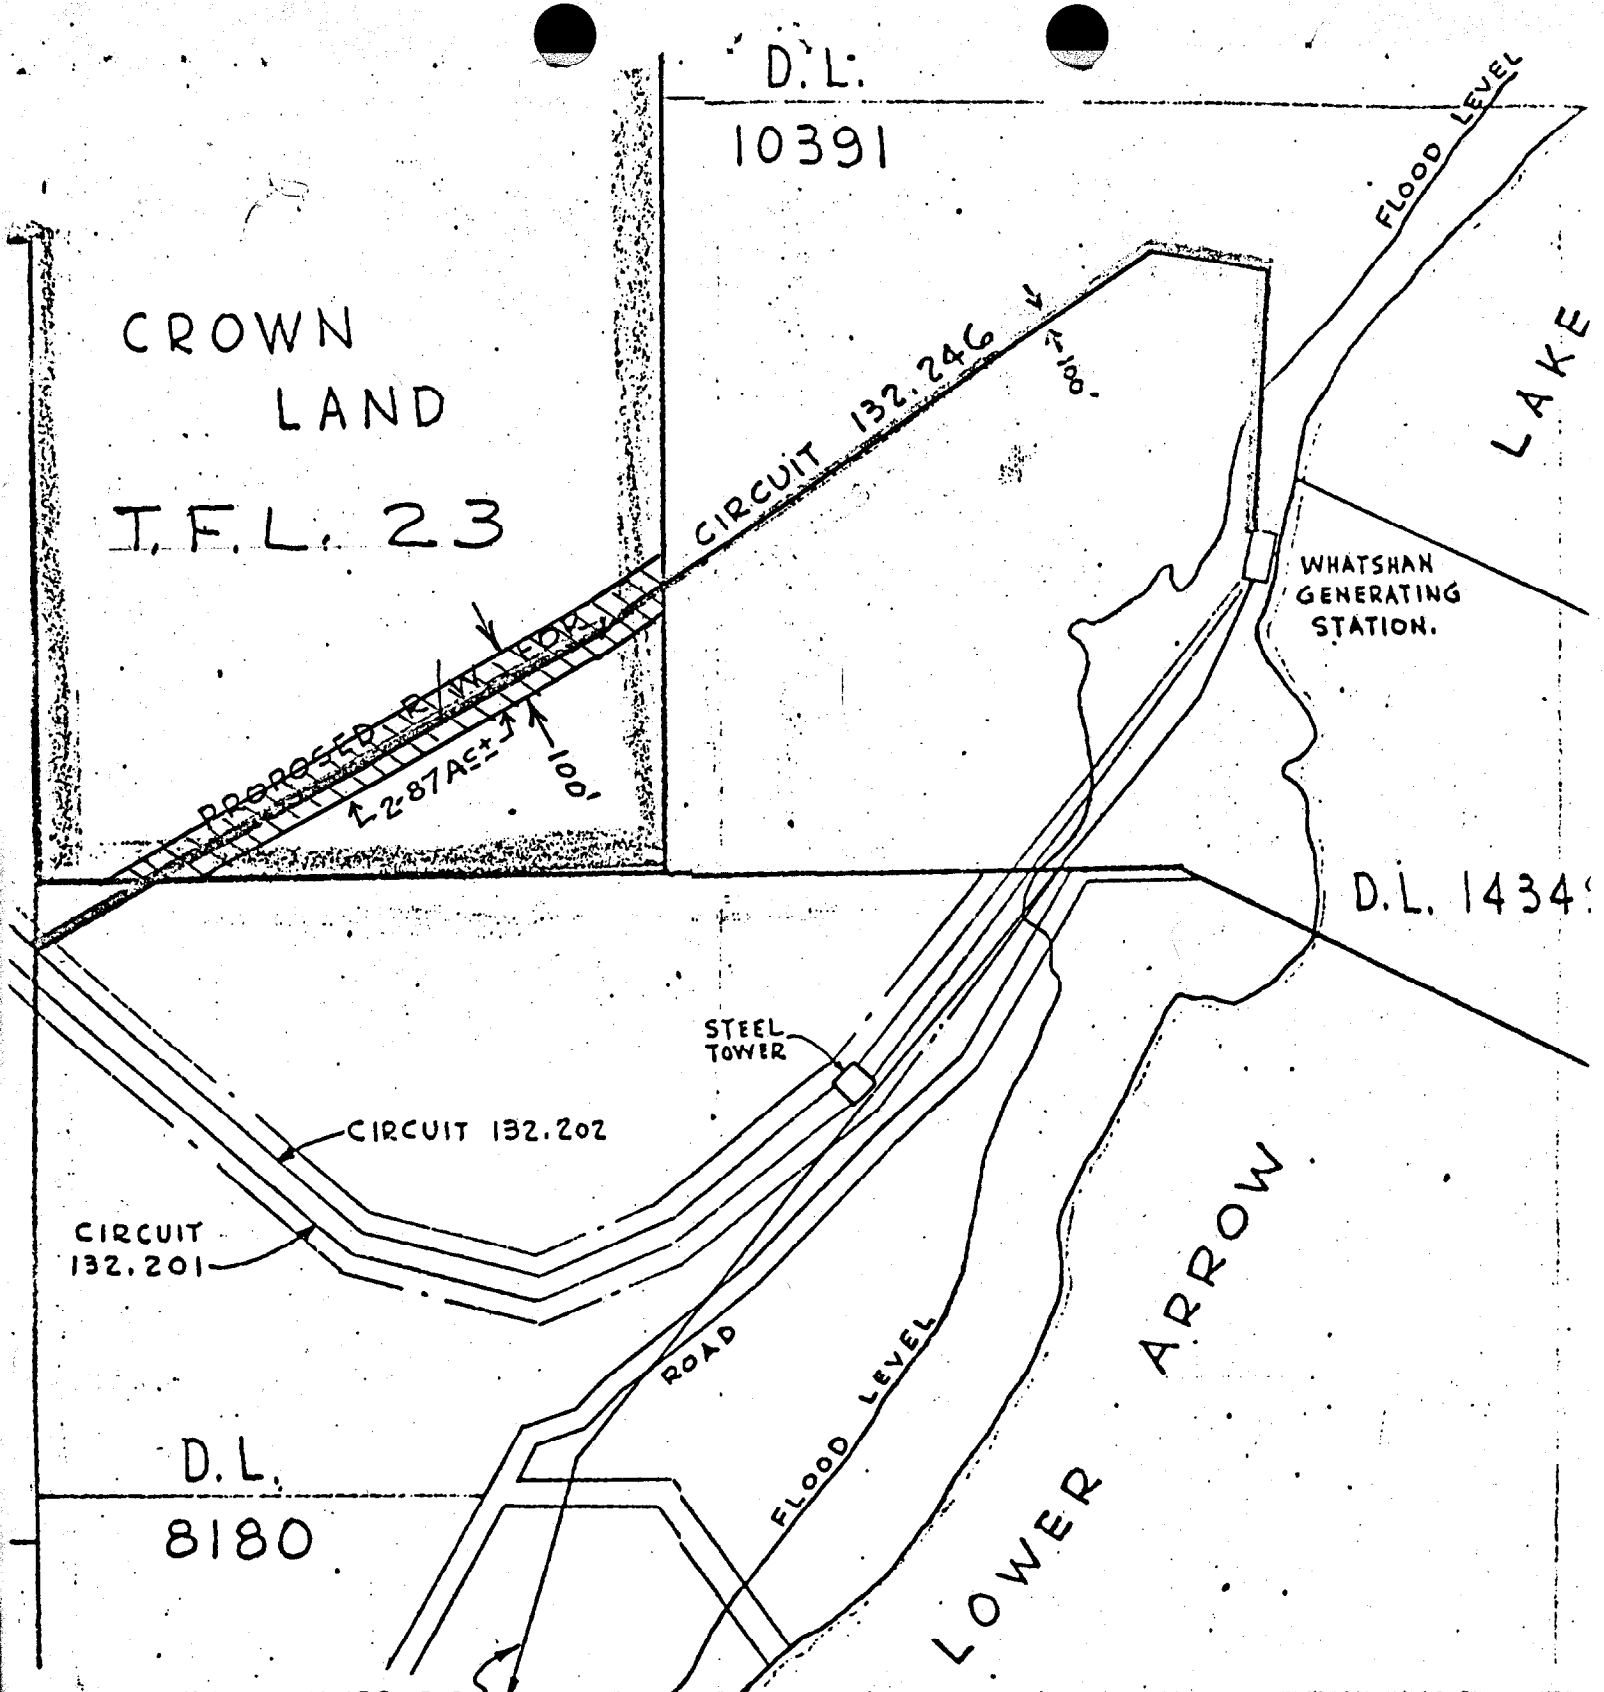 D.L.
10391
FLOOD LEVEL
CROWN
LAND
T.F.L. 23
LAKE
CIRCUIT 132.246
100'
WHATSHAN
GENERATING
STATION.
PROPOSED R/W FOR
2.87 Acs±
100'
D.L. 1434
STEEL
TOWER
CIRCUIT 132.202
CIRCUIT
132.201
ROAD
FLOOD LEVEL
LOWER ARROW
D.L.
8180